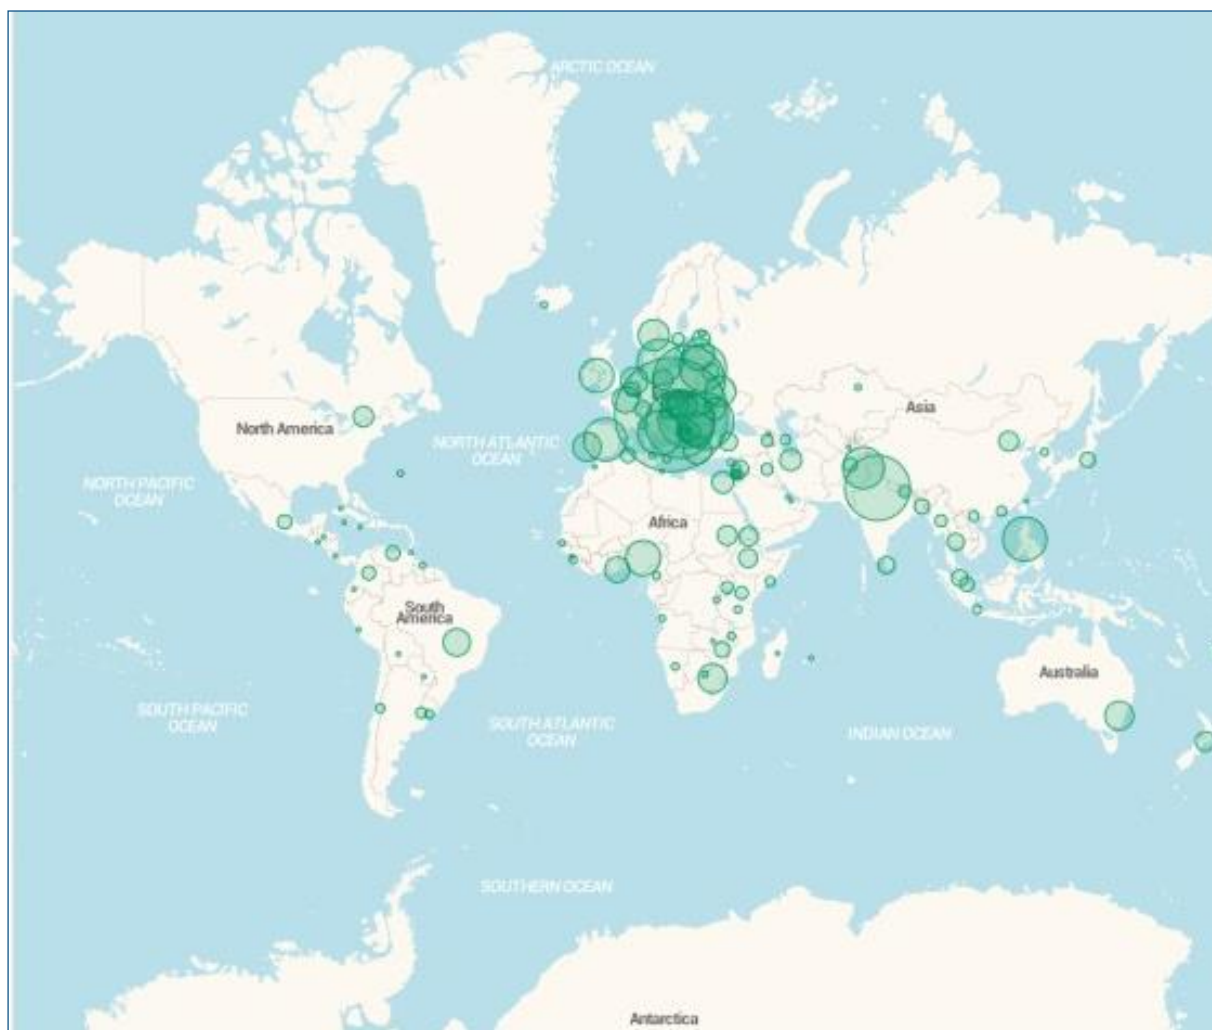 ARCTIC OCEAN
North America
Asia
NORTH ATLANTIC
OCEAN
NORTH PACIFIC
OCEAN
Africa
South
America
Australia
SOUTH PACIFIC
OCEAN
SOUTH ATLANTIC
OCEAN
INDIAN OCEAN
SOUTHERN OCEAN
Antarctica